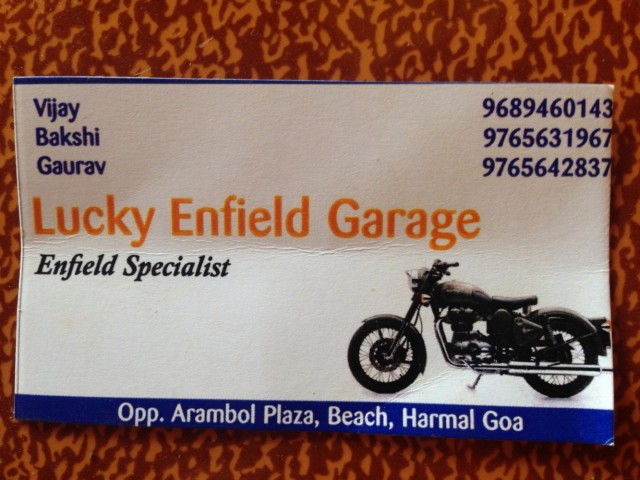 Vijay 9689460143
Bakshi 9765631967
Gaurav 9765642837
Lucky Enfield Garage
Enfield Specialist
Opp. Arambol Plaza, Beach, Harmal Goa